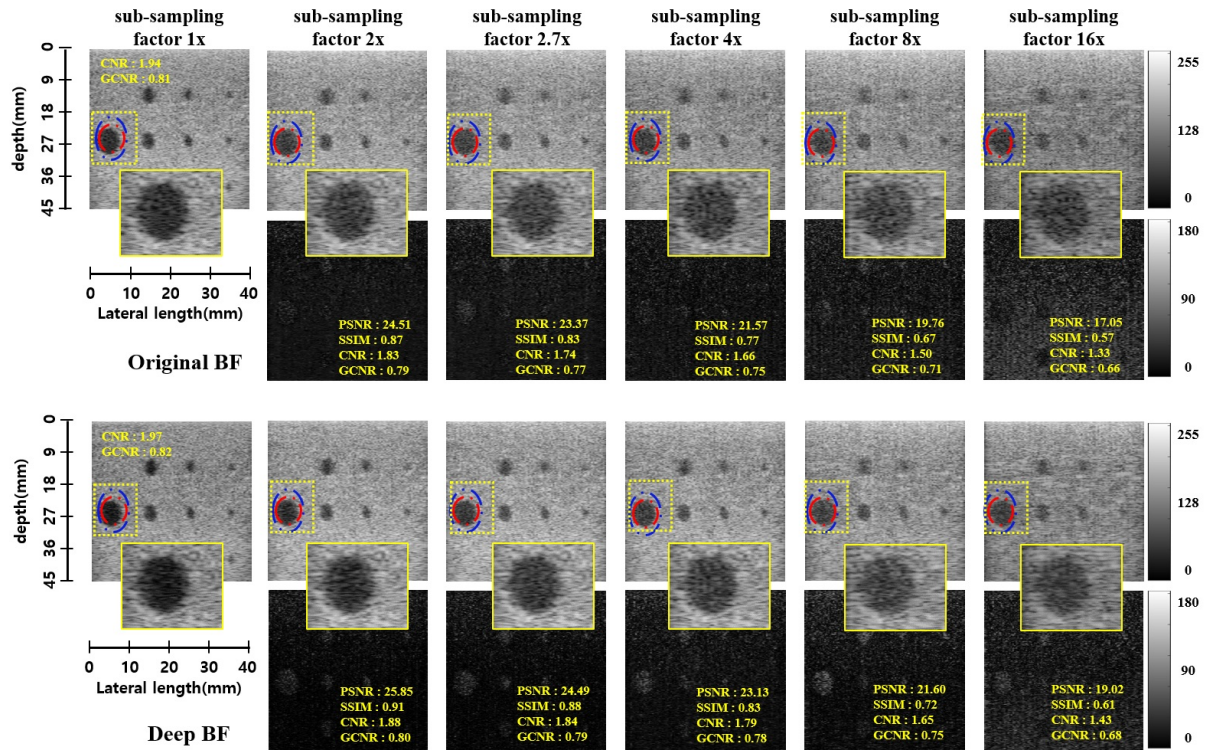 sub-sampling factor 1x
sub-sampling factor 2x
sub-sampling factor 2.7x
sub-sampling factor 4x
sub-sampling factor 8x
sub-sampling factor 16x
depth(mm)
0
9
18
27
36
45
CNR : 1.94
GCNR : 0.81
255
128
0
180
90
0
0 10 20 30 40
Lateral length(mm)
Original BF
PSNR : 24.51
SSIM : 0.87
CNR : 1.83
GCNR : 0.79
PSNR : 23.37
SSIM : 0.83
CNR : 1.74
GCNR : 0.77
PSNR : 21.57
SSIM : 0.77
CNR : 1.66
GCNR : 0.75
PSNR : 19.76
SSIM : 0.67
CNR : 1.50
GCNR : 0.71
PSNR : 17.05
SSIM : 0.57
CNR : 1.33
GCNR : 0.66
depth(mm)
0
9
18
27
36
45
CNR : 1.97
GCNR : 0.82
255
128
0
180
90
0
0 10 20 30 40
Lateral length(mm)
Deep BF
PSNR : 25.85
SSIM : 0.91
CNR : 1.88
GCNR : 0.80
PSNR : 24.49
SSIM : 0.88
CNR : 1.84
GCNR : 0.79
PSNR : 23.13
SSIM : 0.83
CNR : 1.79
GCNR : 0.78
PSNR : 21.60
SSIM : 0.72
CNR : 1.65
GCNR : 0.75
PSNR : 19.02
SSIM : 0.61
CNR : 1.43
GCNR : 0.68